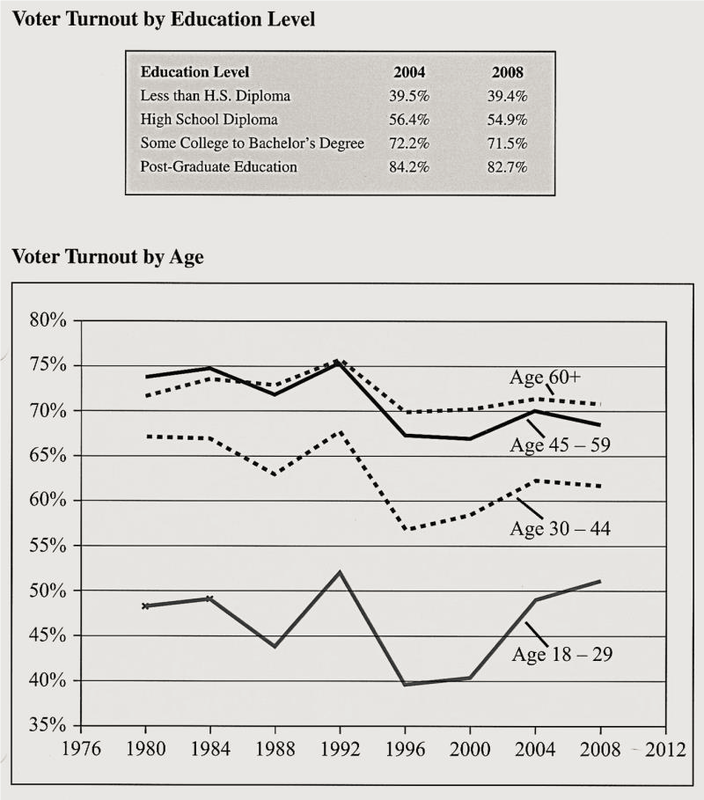 Voter Turnout by Education Level
Education Level 2004 2008
Less than H.S. Diploma 39.5% 39.4%
High School Diploma 56.4% 54.9%
Some College to Bachelor's Degree 72.2% 71.5%
Post-Graduate Education 84.2% 82.7%
Voter Turnout by Age
80%
75%
Age 60+
70%
Age 45 – 59
65%
60%
Age 30 – 44
55%
50%
45%
Age 18 – 29
40%
35%
1976 1980 1984 1988 1992 1996 2000 2004 2008 2012